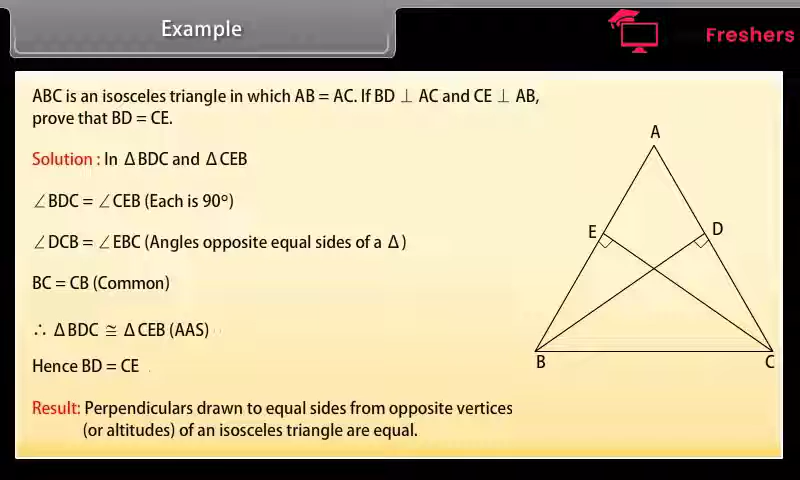 Example
Freshers
ABC is an isosceles triangle in which AB = AC. If BD ⊥ AC and CE ⊥ AB,
prove that BD = CE.
Solution : In ΔBDC and ΔCEB
∠BDC = ∠CEB (Each is 90°)
∠DCB = ∠EBC (Angles opposite equal sides of a Δ)
BC = CB (Common)
∴ ΔBDC ≅ ΔCEB (AAS)
Hence BD = CE
Result: Perpendiculars drawn to equal sides from opposite vertices
(or altitudes) of an isosceles triangle are equal.
A
E
D
B
C